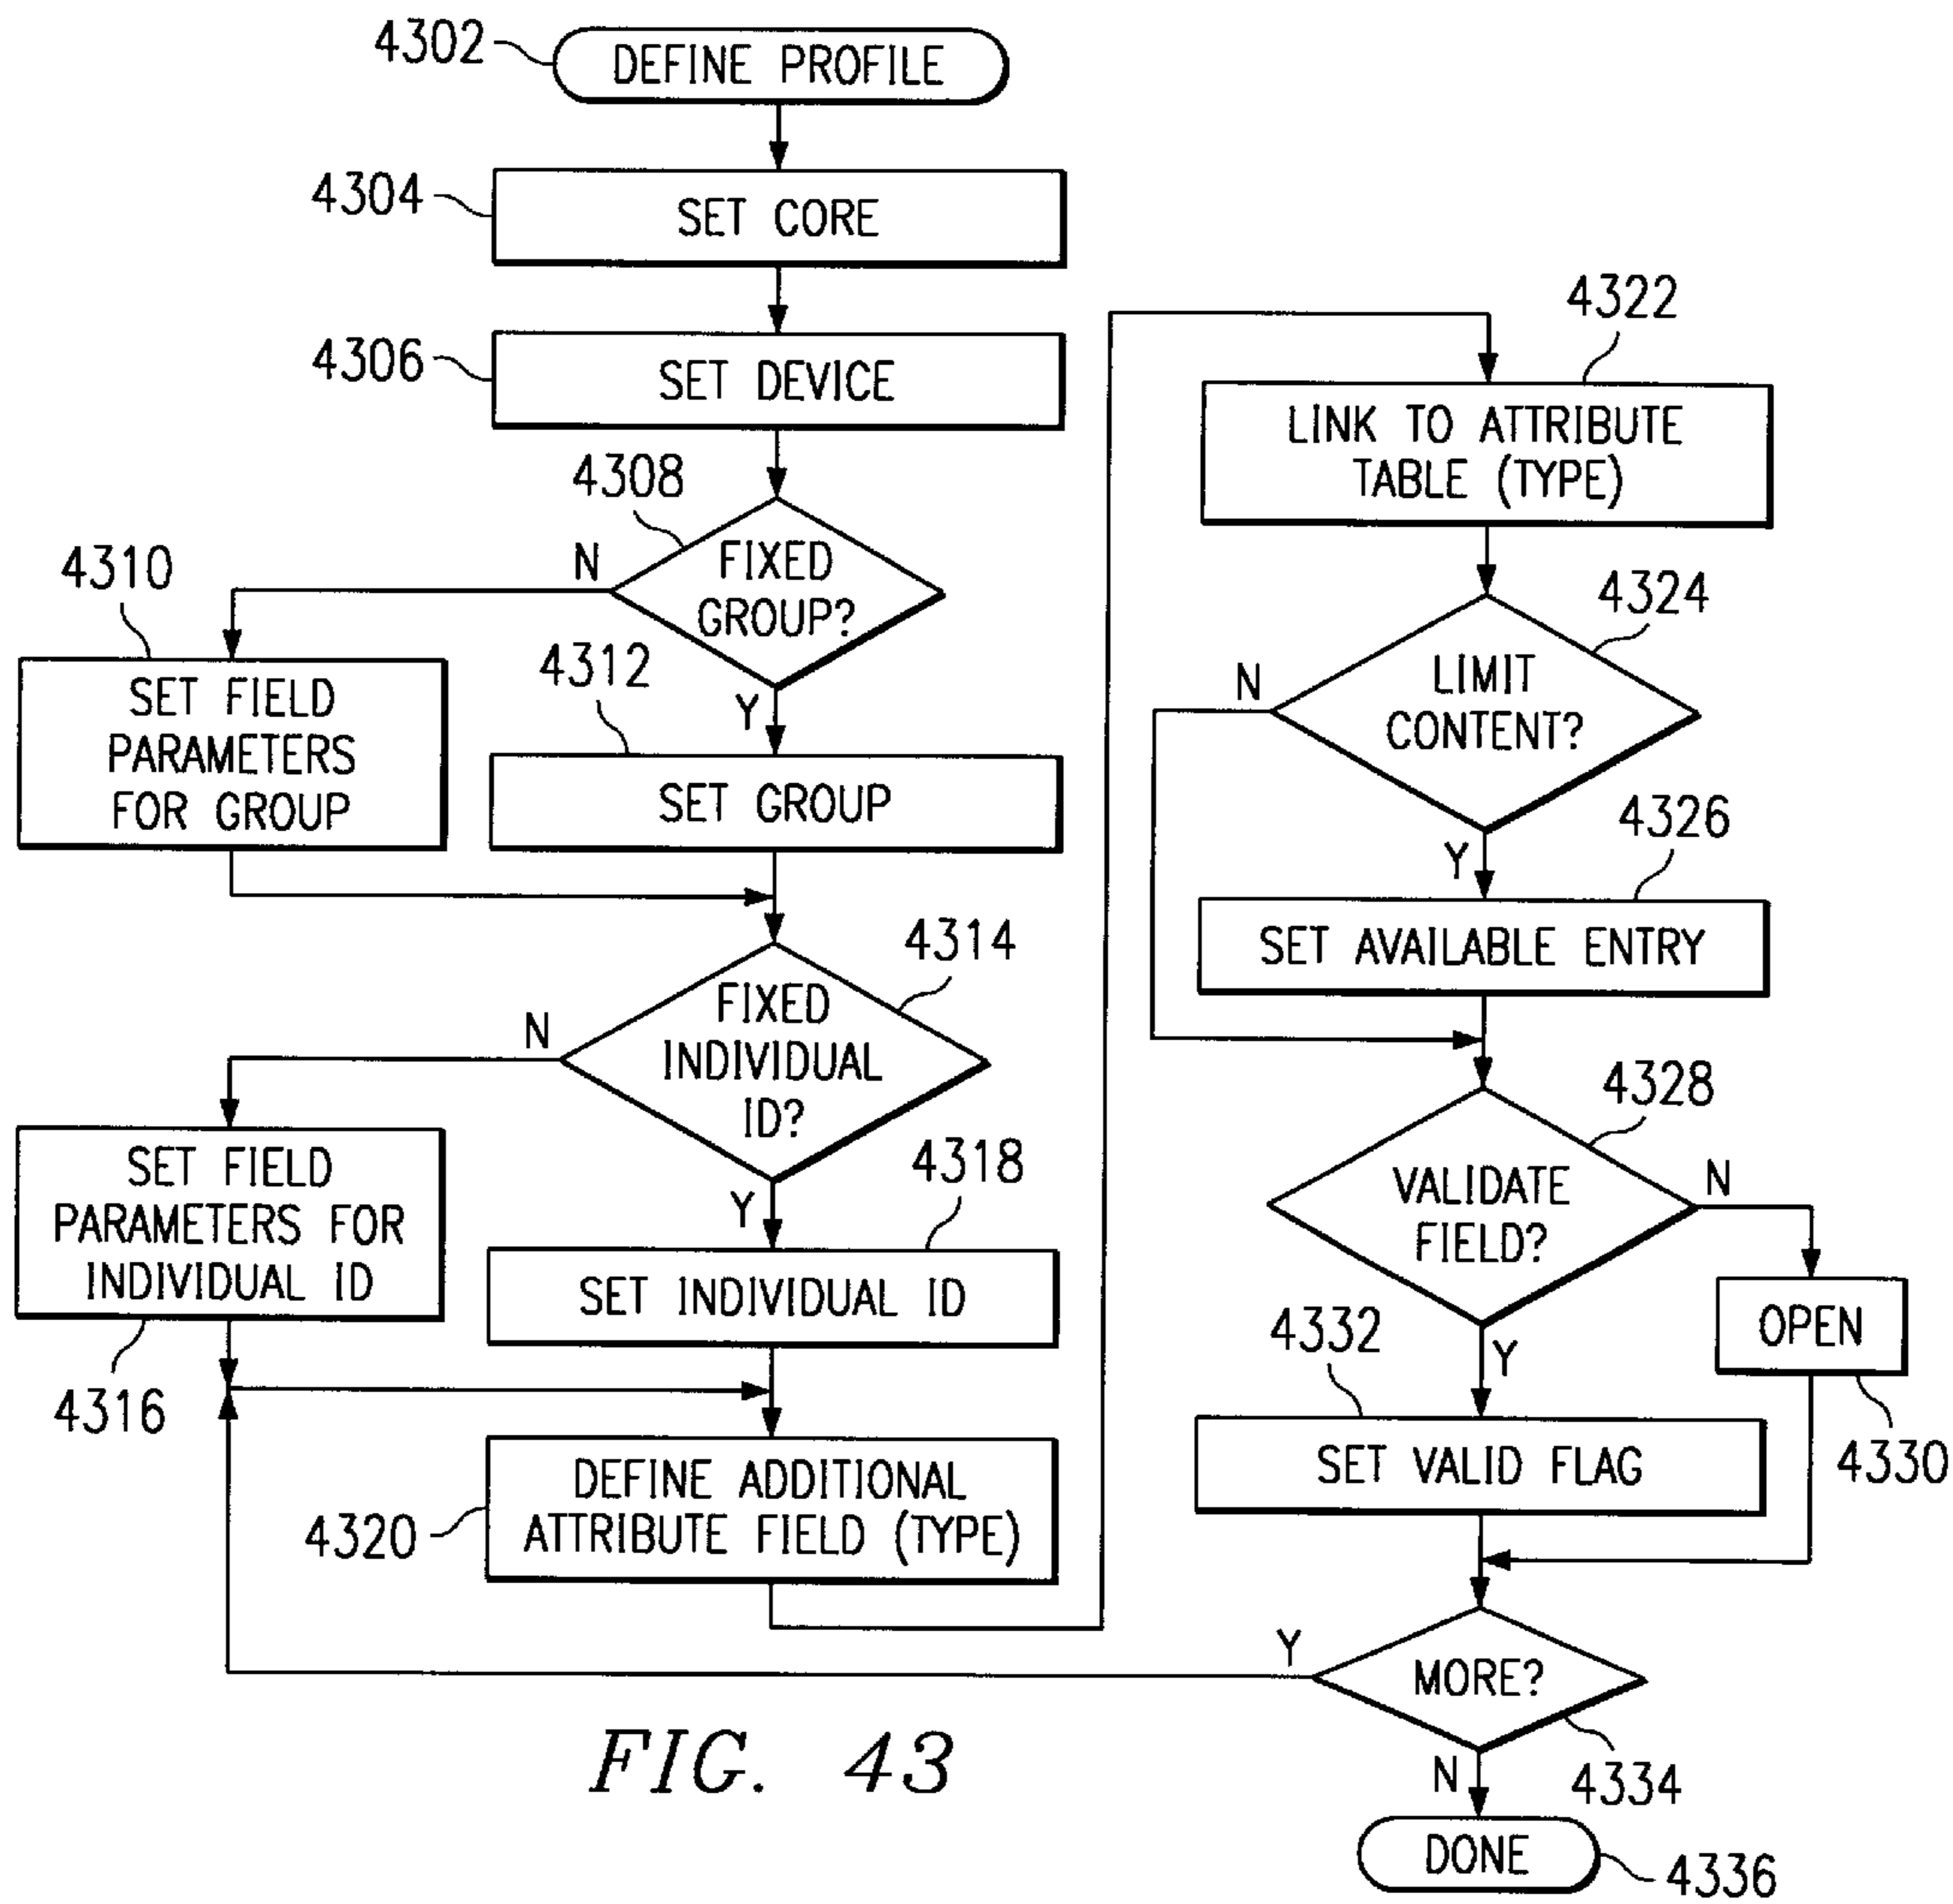 4302
DEFINE PROFILE
4304
SET CORE
4306
SET DEVICE
4308
N
FIXED
GROUP?
Y
4310
SET FIELD
PARAMETERS
FOR GROUP
4312
SET GROUP
4314
N
FIXED
INDIVIDUAL
ID?
Y
SET FIELD
PARAMETERS FOR
INDIVIDUAL ID
4316
4318
SET INDIVIDUAL ID
4320
DEFINE ADDITIONAL
ATTRIBUTE FIELD (TYPE)
4322
LINK TO ATTRIBUTE
TABLE (TYPE)
4324
N
LIMIT
CONTENT?
Y
4326
SET AVAILABLE ENTRY
4328
VALIDATE
FIELD?
N
Y
OPEN
4330
4332
SET VALID FLAG
Y
MORE?
4334
N
DONE
4336
FIG. 43